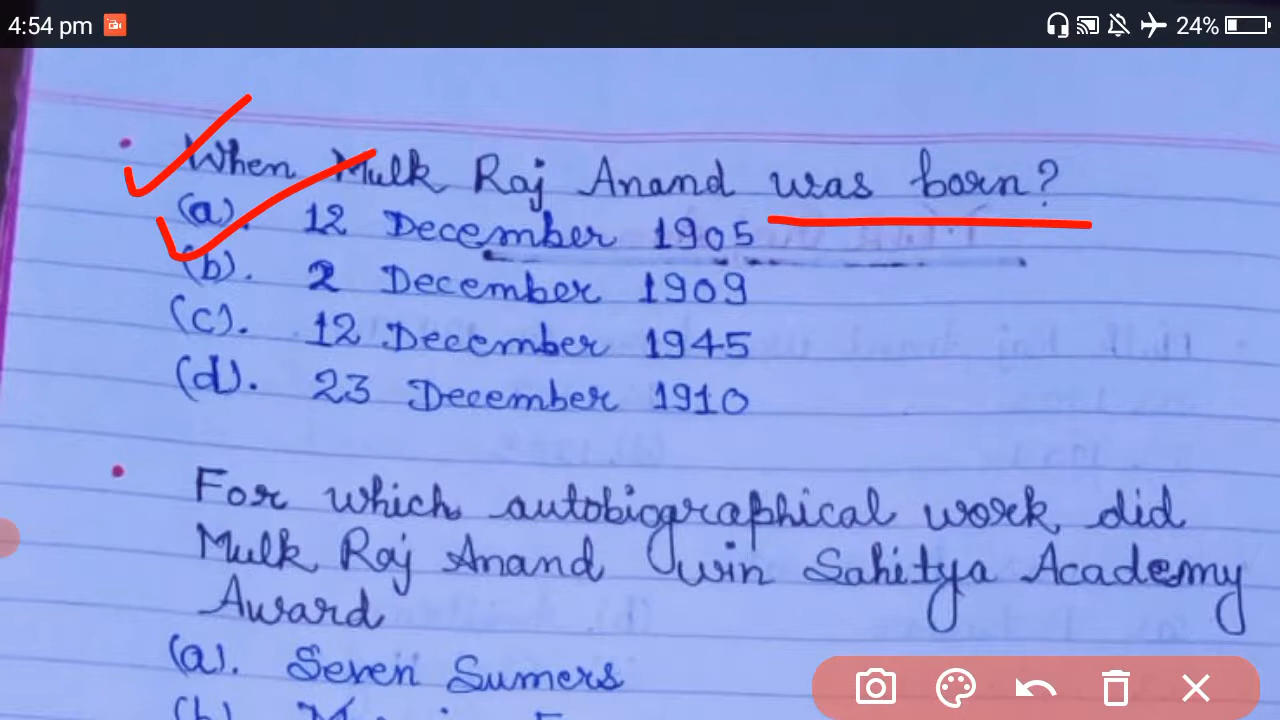 4:54 pm
24%
When Mulk Raj Anand was born?
(a). 12 December 1905
(b). 2 December 1909
(c). 12 December 1945
(d). 23 December 1910
For which autobiographical work did
Mulk Raj Anand win Sahitya Academy
Award
(a). Seven Sumers
(b)